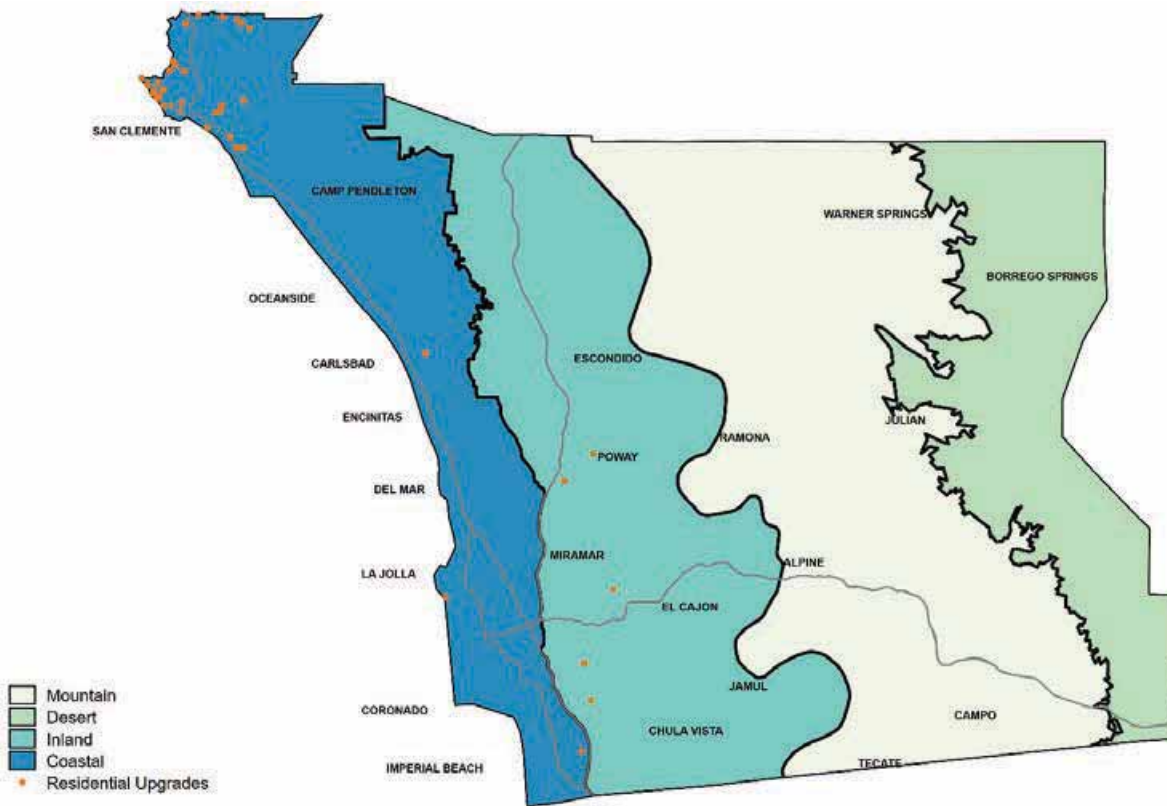 SAN CLEMENTE
CAMP PENDLETON
WARNER SPRINGS
BORREGO SPRINGS
OCEANSIDE
CARLSBAD
ESCONDIDO
ENCINITAS
JULIAN
RAMONA
POWAY
DEL MAR
MIRAMAR
ALPINE
LA JOLLA
EL CAJON
JAMUL
CORONADO
CAMPO
CHULA VISTA
TECATE
IMPERIAL BEACH
Mountain
Desert
Inland
Coastal
Residential Upgrades